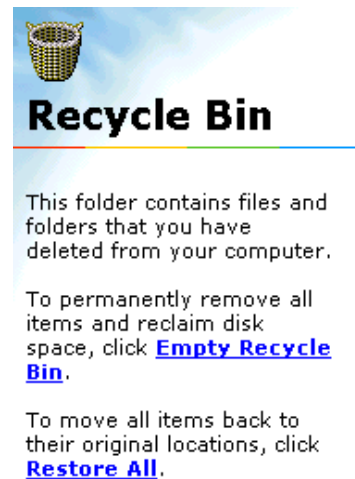 Recycle Bin
This folder contains files and
folders that you have
deleted from your computer.
To permanently remove all
items and reclaim disk
space, click Empty Recycle
Bin.
To move all items back to
their original locations, click
Restore All.